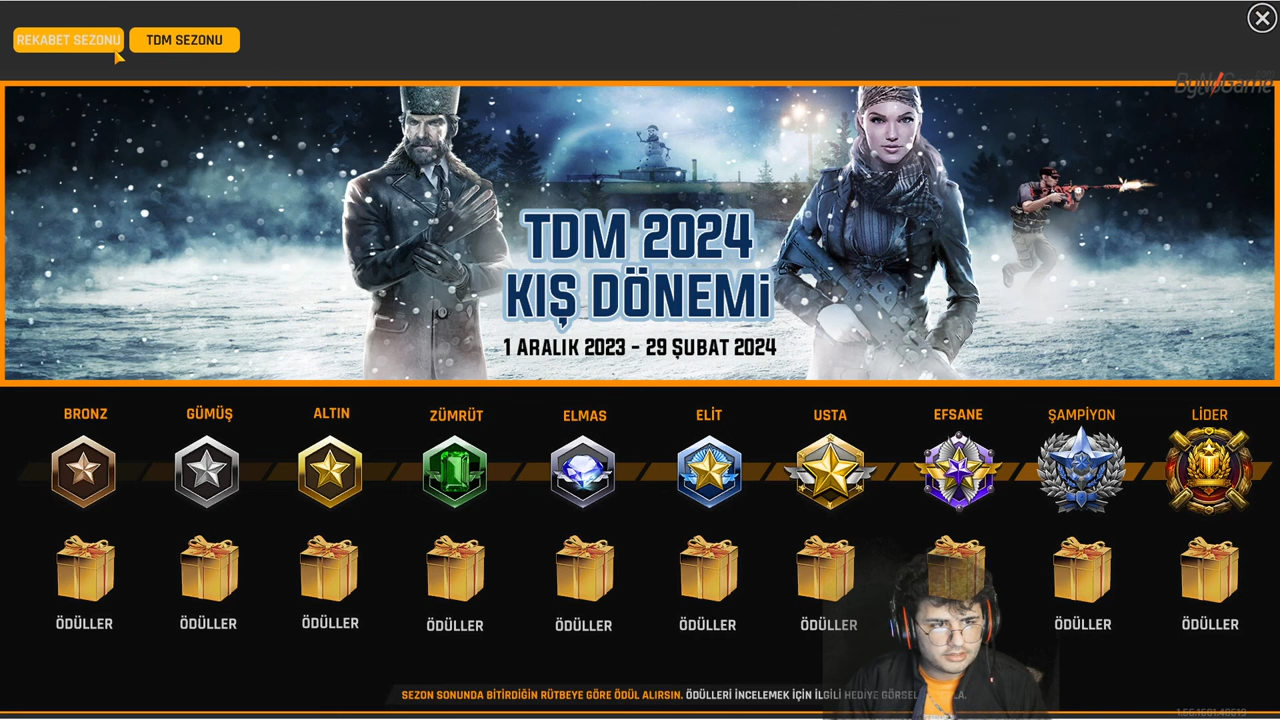 REKABET SEZONU TDM SEZONU
ByNoGame
TDM 2024
KIŞ DÖNEMİ
1 ARALIK 2023 - 29 ŞUBAT 2024
BRONZ GÜMÜŞ ALTIN ZÜMRÜT ELMAS ELİT USTA EFSANE ŞAMPİYON LİDER
ÖDÜLLER ÖDÜLLER ÖDÜLLER ÖDÜLLER ÖDÜLLER ÖDÜLLER ÖDÜLLER ÖDÜLLER ÖDÜLLER
SEZON SONUNDA BİTİRDİĞİN RÜTBEYE GÖRE ÖDÜL ALIRSIN. ÖDÜLLERİ İNCELEMEK İÇİN İLGİLİ HEDİYE